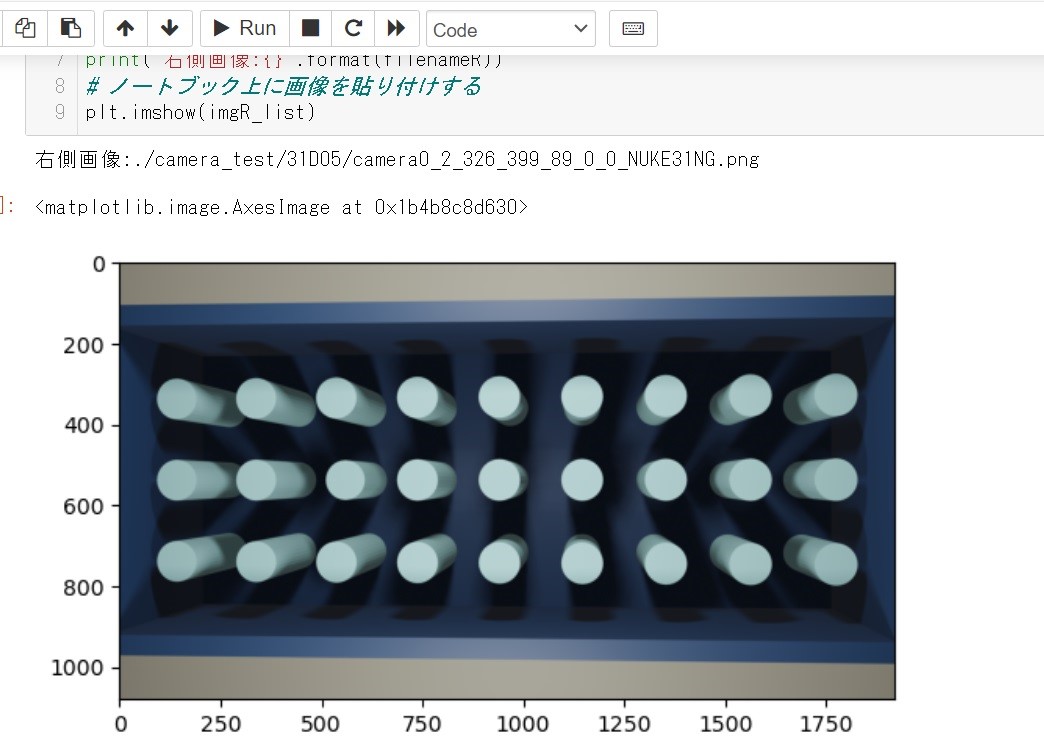 Run
Code
7 print( 右側画像:{} .format(filenameR))
8 # ノートブック上に画像を貼り付けする
9 plt.imshow(imgR_list)
右側画像:./camera_test/31D05/camera0_2_326_399_89_0_0_NUKE31NG.png
]: <matplotlib.image.AxesImage at 0x1b4b8c8d630>
0
200
400
600
800
1000
0 250 500 750 1000 1250 1500 1750